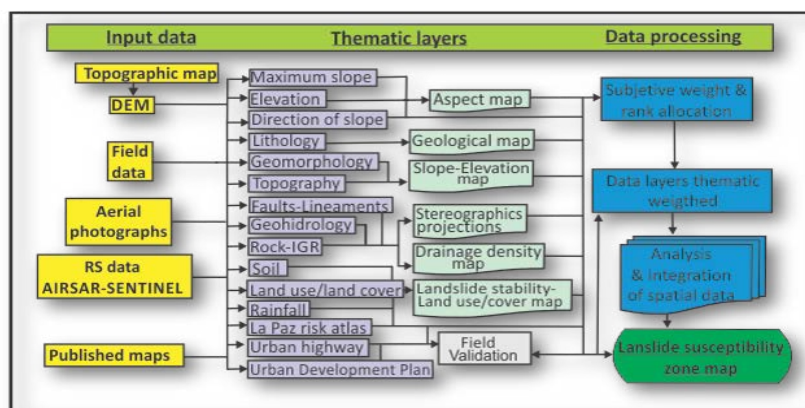 Input data
Thematic layers
Data processing
Topographic map
DEM
Field
data
Aerial
photographs
RS data
AIRSAR-SENTINEL
Published maps
Maximum slope
Elevation
Direction of slope
Lithology
Geomorphology
Topography
Faults-Lineaments
Geohidrology
Rock-IGR
Soil
Land use/land cover
Rainfall
La Paz risk atlas
Urban highway
Urban Development Plan
Aspect map
Geological map
Slope-Elevation
map
Stereographics
projections
Drainage density
map
Landslide stability-
Land use/cover map
Field
Validation
Subjetive weight &
rank allocation
Data layers thematic
weigthed
Analysis
& Integration
of spatial data
Lanslide susceptibility
zone map